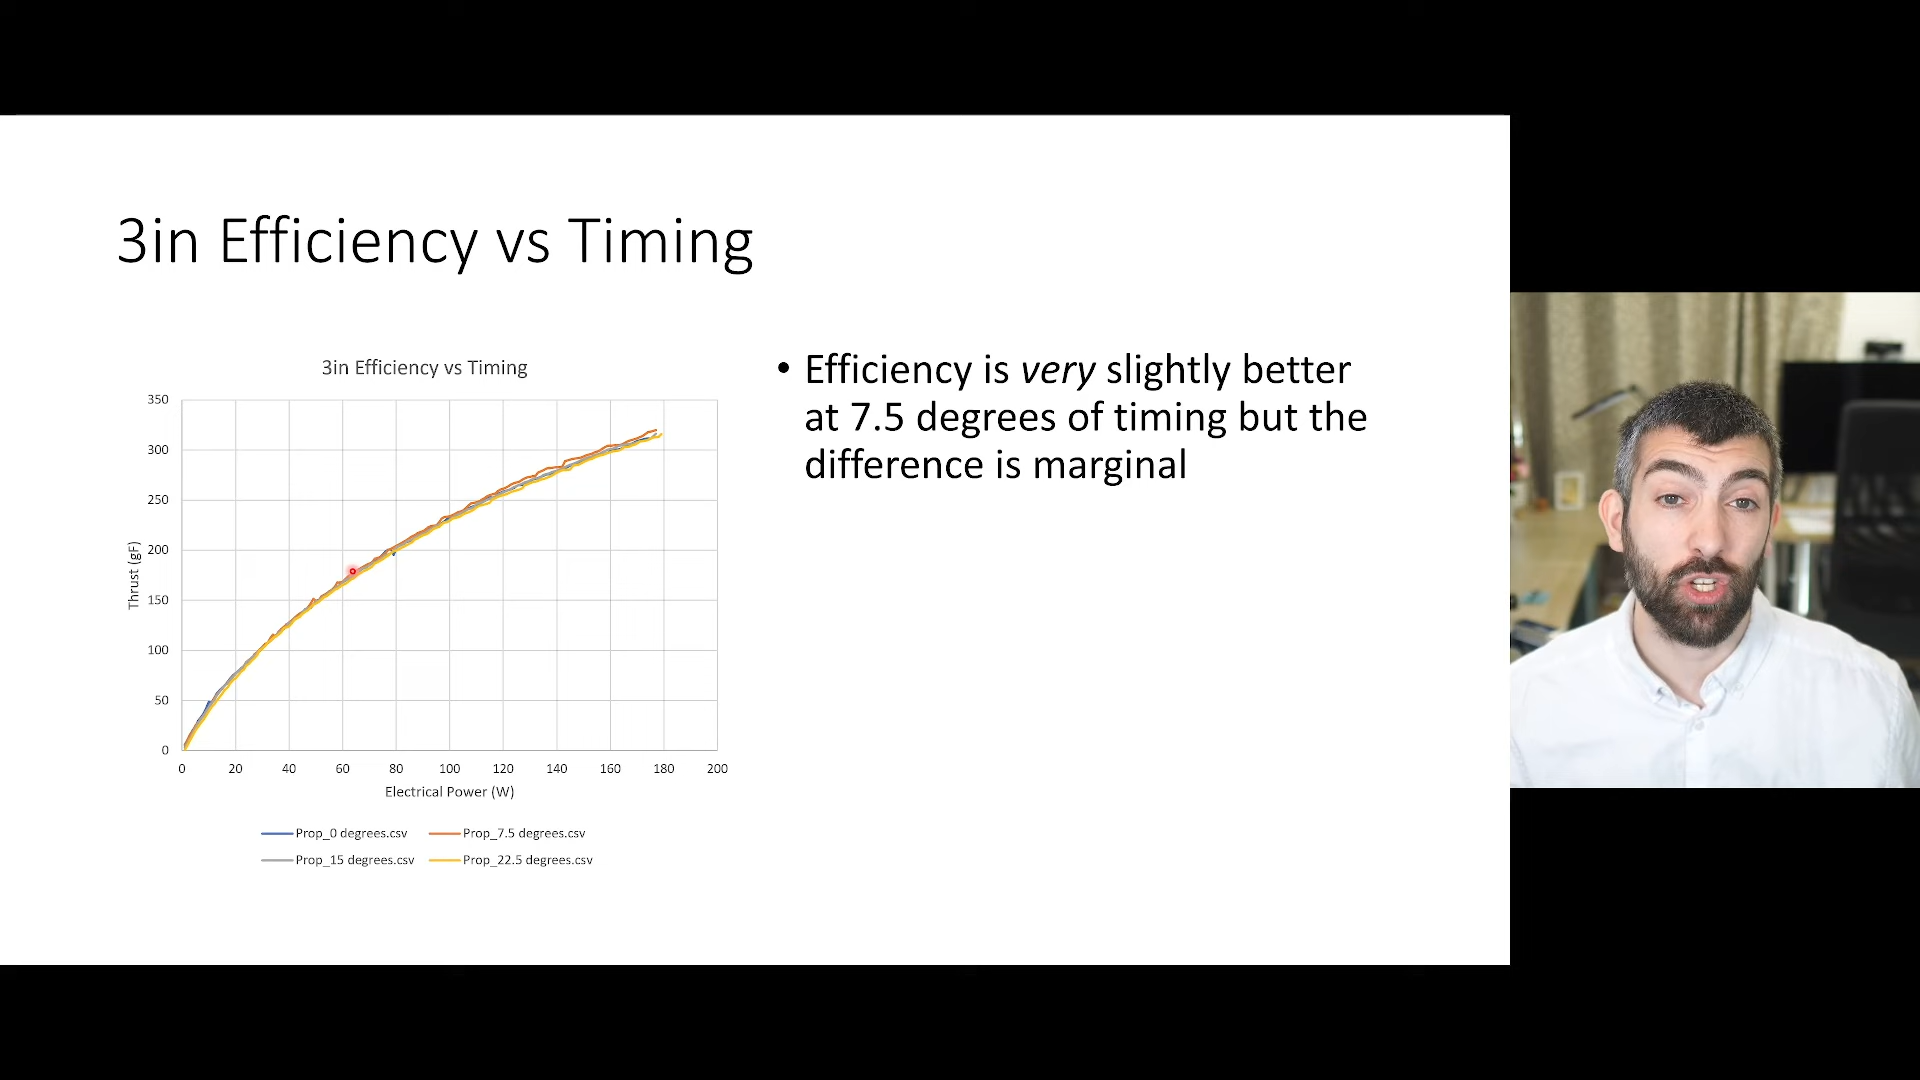 3in Efficiency vs Timing
3in Efficiency vs Timing
350
300
250
200
150
100
50
0
Thrust (gF)
0 20 40 60 80 100 120 140 160 180 200
Electrical Power (W)
Prop_0 degrees.csv Prop_7.5 degrees.csv
Prop_15 degrees.csv Prop_22.5 degrees.csv
• Efficiency is very slightly better
at 7.5 degrees of timing but the
difference is marginal